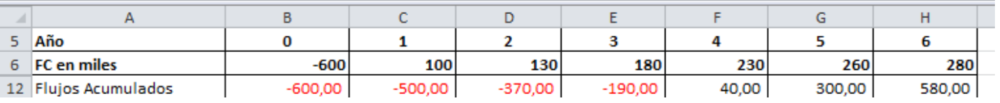 A B C D E F G H
5 Año 0 1 2 3 4 5 6
6 FC en miles -600 100 130 180 230 260 280
12 Flujos Acumulados -600,00 -500,00 -370,00 -190,00 40,00 300,00 580,00